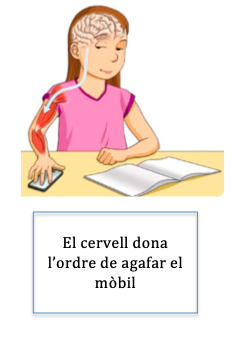 El cervell dona
l’ordre de agafar el
mòbil